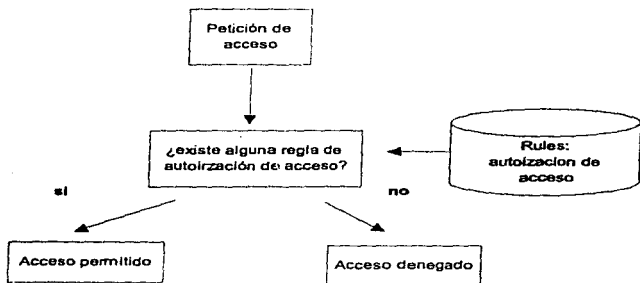 Petición de
acceso
¿existe alguna regla de
autoirzación de acceso?
Rules:
autoizacion de
acceso
si
no
Acceso permitido
Acceso denegado